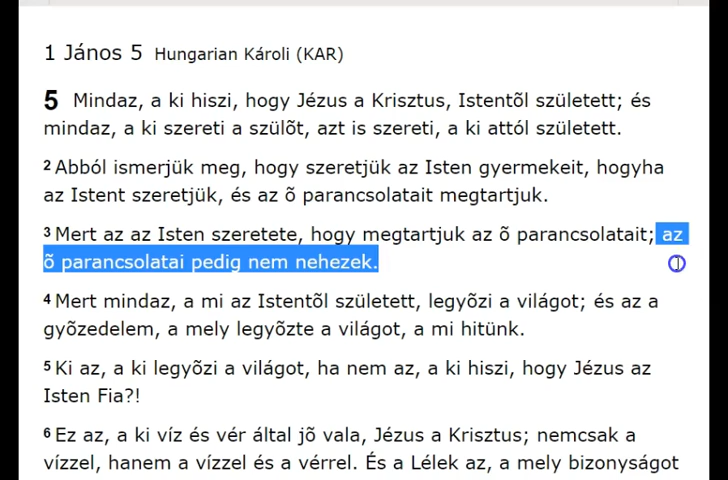 1 János 5 Hungarian Károli (KAR)
5 Mindaz, a ki hiszi, hogy Jézus a Krisztus, Istentõl született; és
mindaz, a ki szereti a szülõt, azt is szereti, a ki attól született.
2 Abból ismerjük meg, hogy szeretjük az Isten gyermekeit, hogyha
az Istent szeretjük, és az õ parancsolatait megtartjuk.
3 Mert az az Isten szeretete, hogy megtartjuk az õ parancsolatait; az
õ parancsolatai pedig nem nehezek.
4 Mert mindaz, a mi az Istentõl született, legyõzi a világot; és az a
gyõzedelem, a mely legyõzte a világot, a mi hitünk.
5 Ki az, a ki legyõzi a világot, ha nem az, a ki hiszi, hogy Jézus az
Isten Fia?!
6 Ez az, a ki víz és vér által jõ vala, Jézus a Krisztus; nemcsak a
vízzel, hanem a vízzel és a vérrel. És a Lélek az, a mely bizonyságot